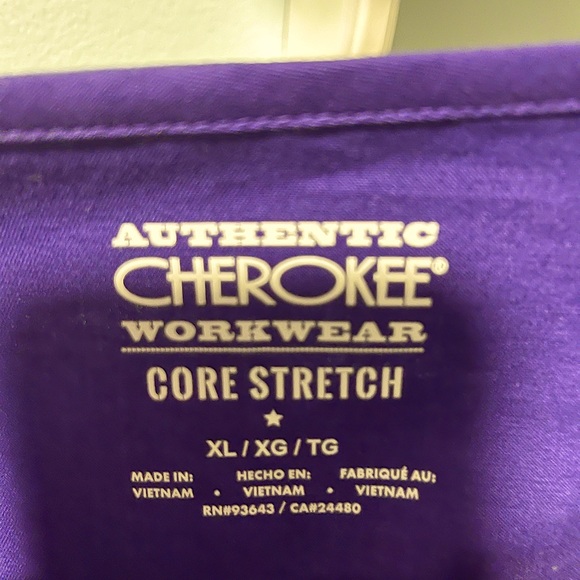 AUTHENTIC
CHEROKEE®
WORKWEAR
CORE STRETCH
XL / XG / TG
MADE IN: HECHO EN: FABRIQUÉ AU:
VIETNAM • VIETNAM • VIETNAM
RN#93643 / CA#24480